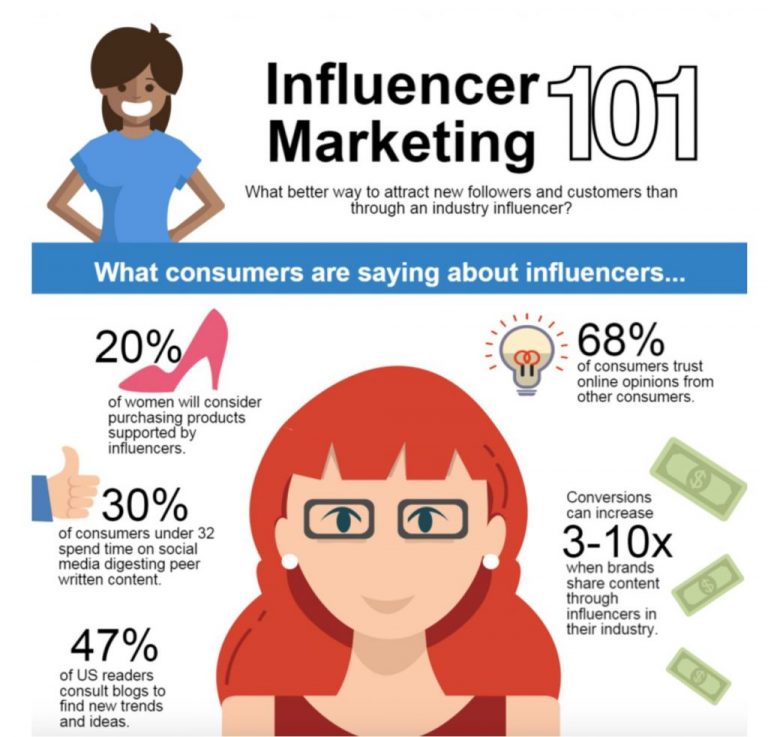 Influencer
Marketing 101
What better way to attract new followers and customers than
through an industry influencer?
What consumers are saying about influencers...
20%
of women will consider
purchasing products
supported by
influencers.
68%
of consumers trust
online opinions from
other consumers.
30%
of consumers under 32
spend time on social
media digesting peer
written content.
Conversions
can increase
3-10x
when brands
share content
through
influencers in
their industry.
47%
of US readers
consult blogs to
find new trends
and ideas.
$
$
$